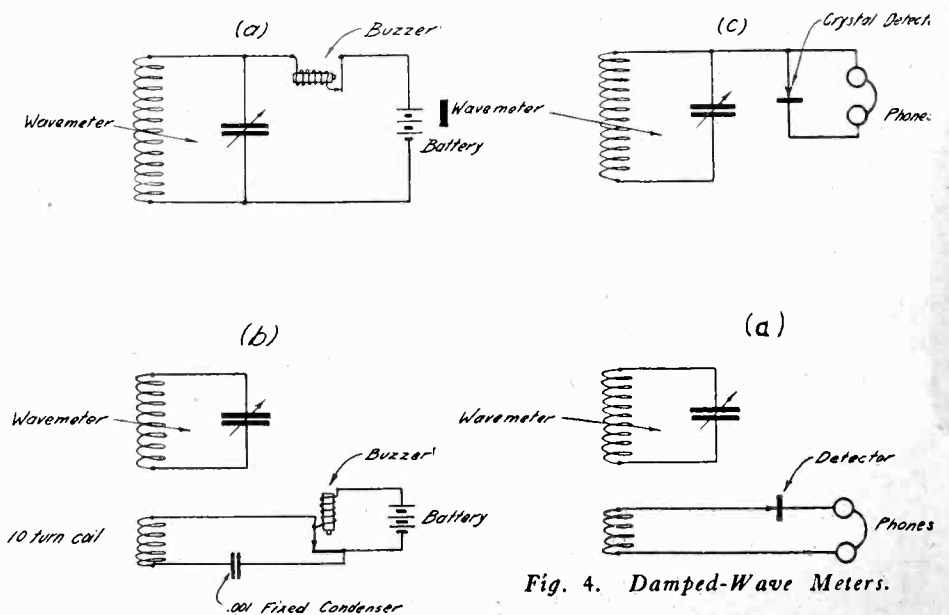 (a)
Buzzer
Wavemeter
Battery
(c)
Crystal Detect
Wavemeter
Phones
(b)
Wavemeter
Buzzer
Battery
10 turn coil
.001 Fixed Condenser
(a)
Wavemeter
Detector
Phones
Fig. 4. Damped-Wave Meters.